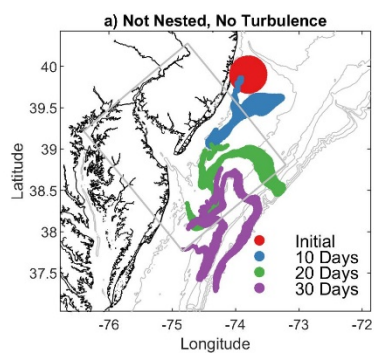 a) Not Nested, No Turbulence
40
39.5
39
38.5
38
37.5
Latitude
Initial
10 Days
20 Days
30 Days
-76
-75
-74
-73
-72
Longitude